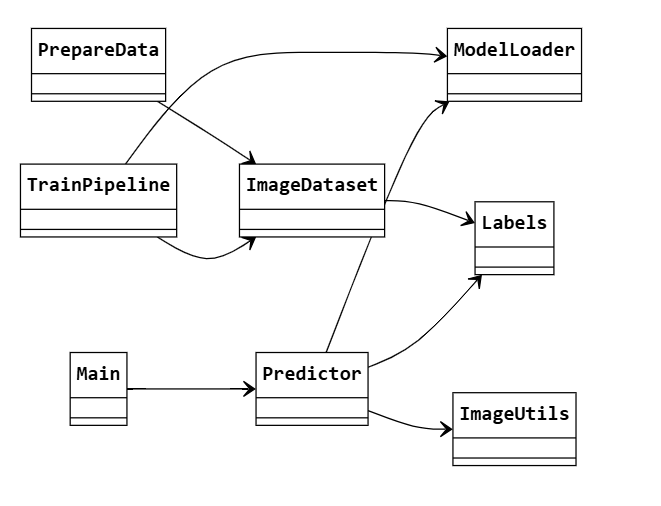 PrepareData
ModelLoader
TrainPipeline
ImageDataset
Labels
Main
Predictor
ImageUtils